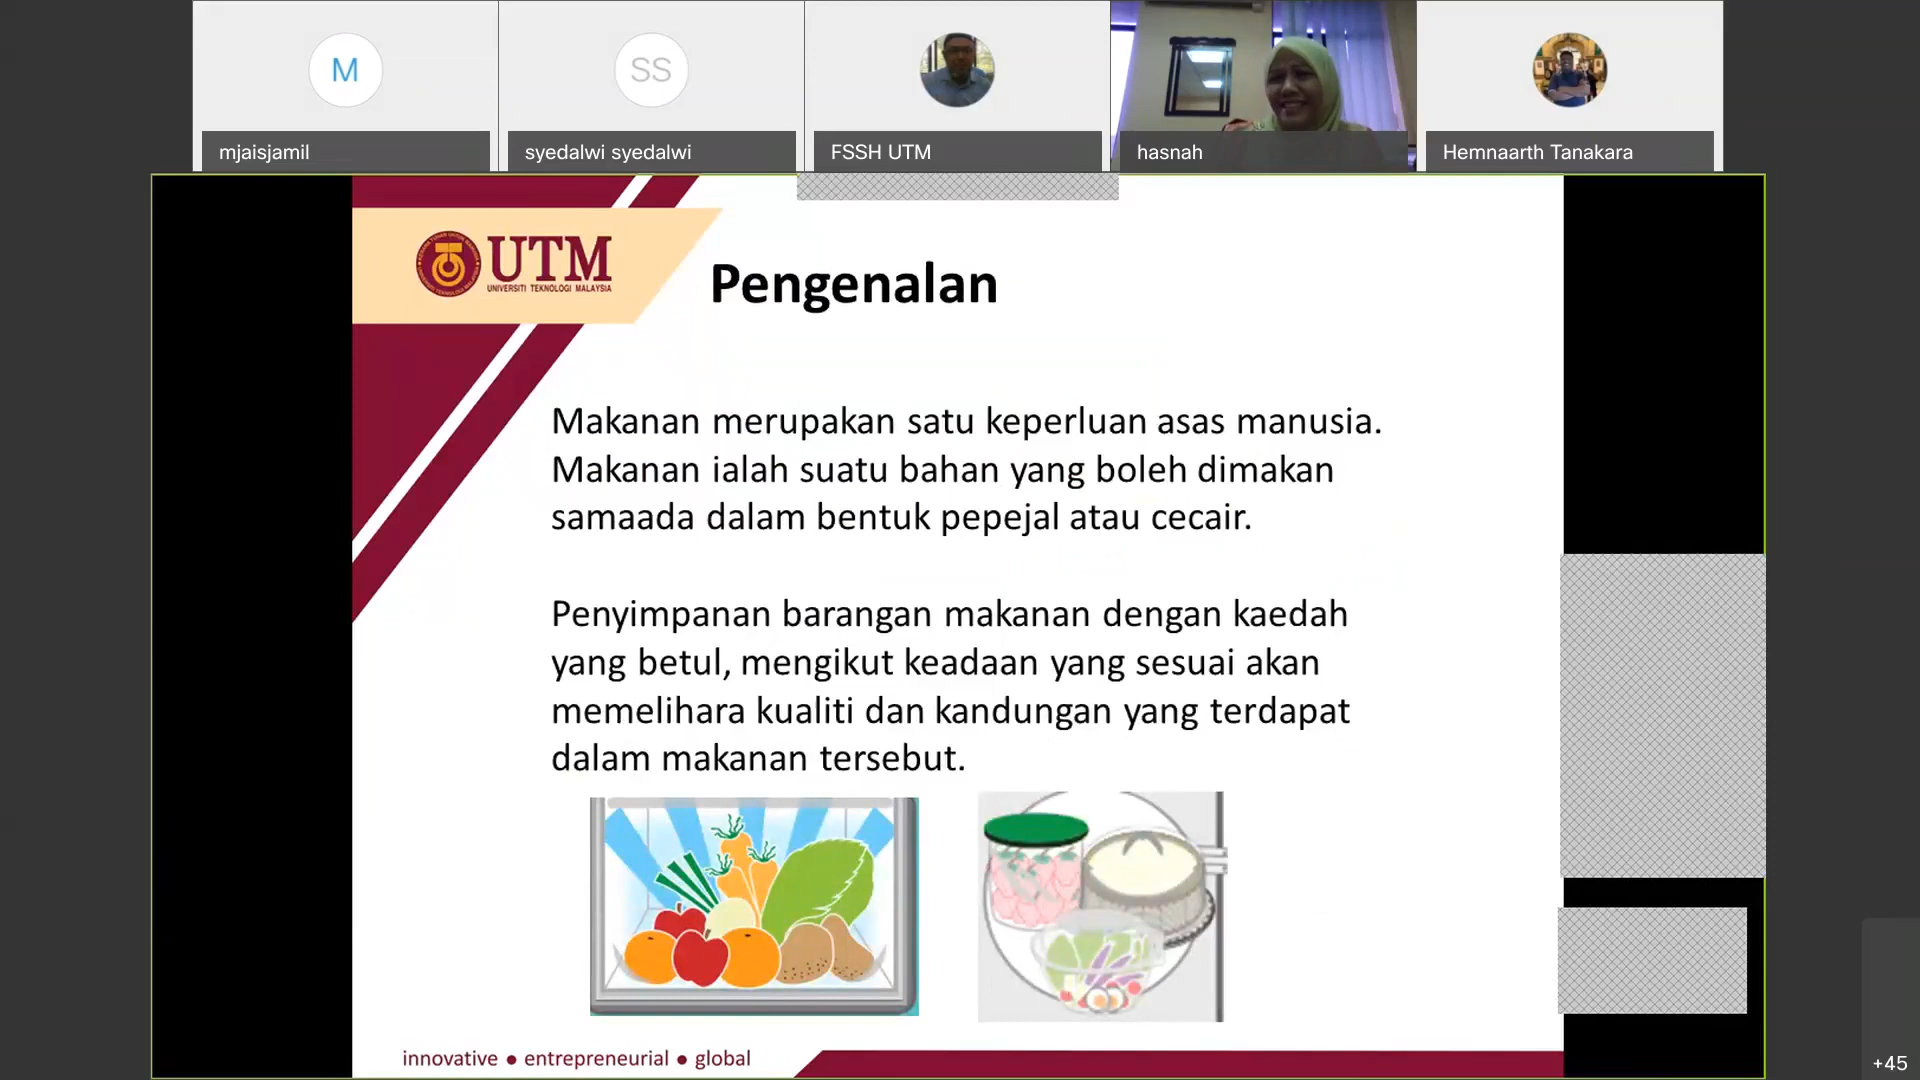 M
SS
mjaisjamil
syedalwi syedalwi
FSSH UTM
hasnah
Hemnaarth Tanakara
UTM
UNIVERSITI TEKNOLOGI MALAYSIA
Pengenalan
Makanan merupakan satu keperluan asas manusia.
Makanan ialah suatu bahan yang boleh dimakan
samaada dalam bentuk pepejal atau cecair.
Penyimpanan barangan makanan dengan kaedah
yang betul, mengikut keadaan yang sesuai akan
memelihara kualiti dan kandungan yang terdapat
dalam makanan tersebut.
innovative ● entrepreneurial ● global
+45